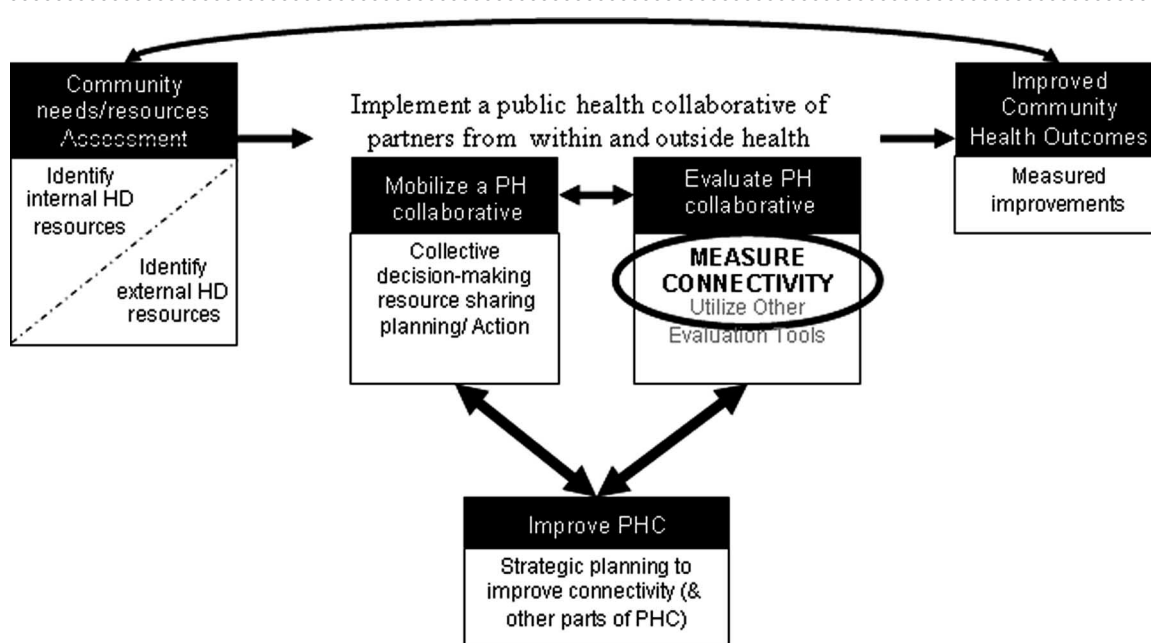 Community
needs/resources
Assessment
Identify
internal HD
resources
Identify
external HD
resources
Implement a public health collaborative of
partners from within and outside health
Mobilize a PH
collaborative
Collective
decision-making
resource sharing
planning/ Action
Evaluate PH
collaborative
MEASURE
CONNECTIVITY
Utilize Other
Evaluation Tools
Improved
Community
Health Outcomes
Measured
improvements
Improve PHC
Strategic planning to
improve connectivity (&
other parts of PHC)